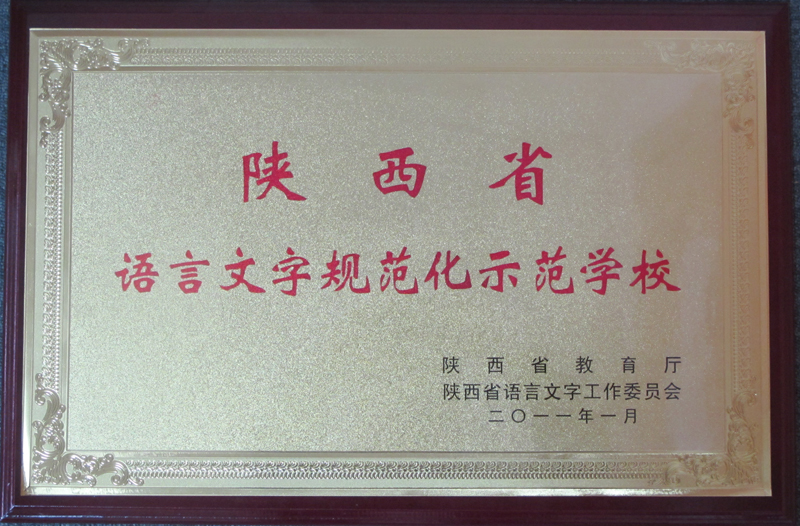 陕西省
语言文字规范化示范学校
陕西省教育厅
陕西省语言文字工作委员会
二〇一一年一月